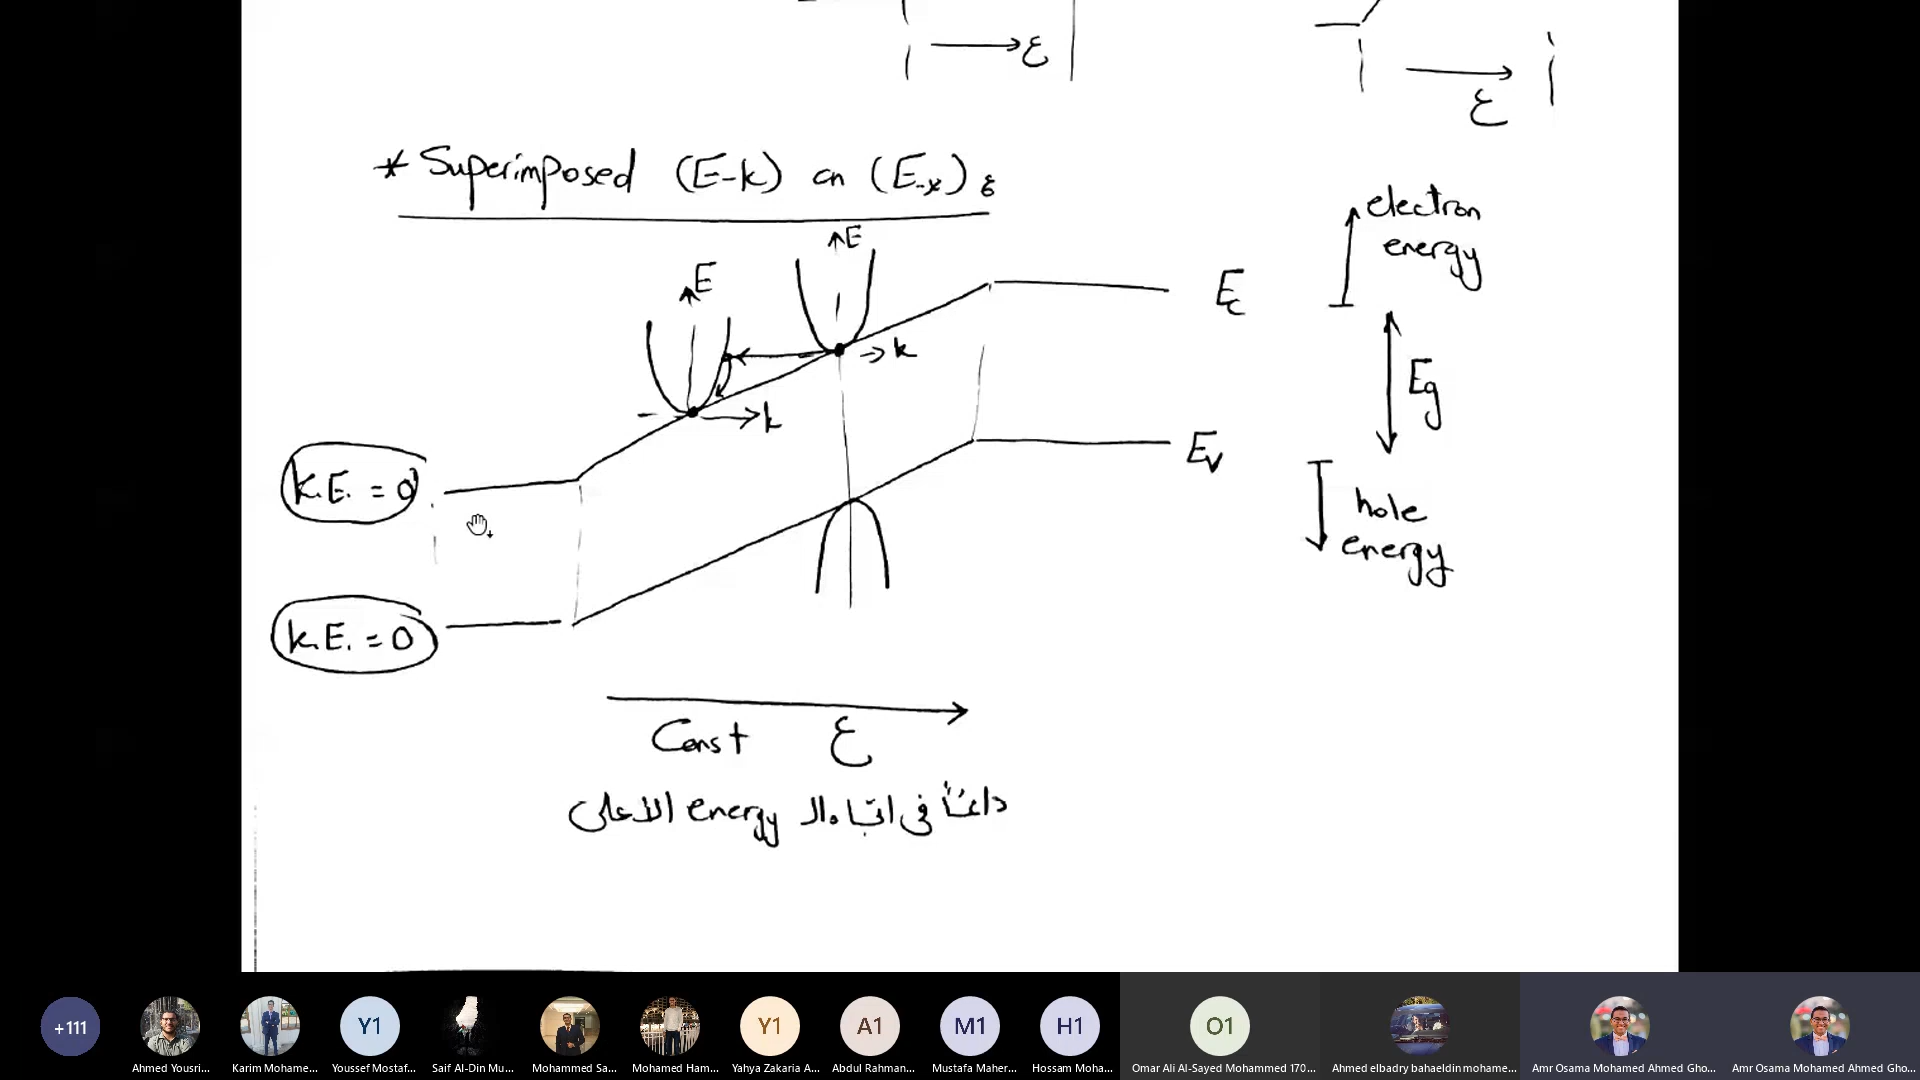 ε
ε
* Superimposed (E-k) on (E-x) ε
electron
energy
E
E
Ec
k
Eg
k
Ev
K.E. = 0
hole
energy
K.E. = 0
Const ε
دائماً في اتجاه ال energy الاعلى
+111
Ahmed Yousri...
Karim Mohame...
Y1
Youssef Mostaf...
Saif Al-Din Mu...
Mohammed Sa...
Mohamed Ham...
Y1
Yahya Zakaria A...
A1
Abdul Rahman...
M1
Mustafa Maher...
H1
Hossam Moha...
O1
Omar Ali Al-Sayed Mohammed 170...
Ahmed elbadry bahaeldin mohame...
Amr Osama Mohamed Ahmed Gho...
Amr Osama Mohamed Ahmed Gho...